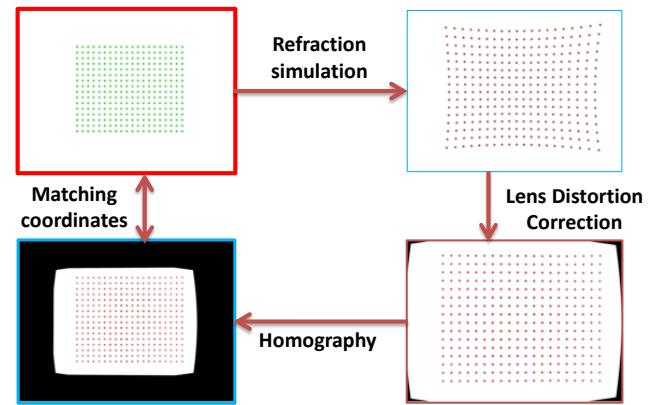 Refraction
simulation
Matching
coordinates
Lens Distortion
Correction
Homography